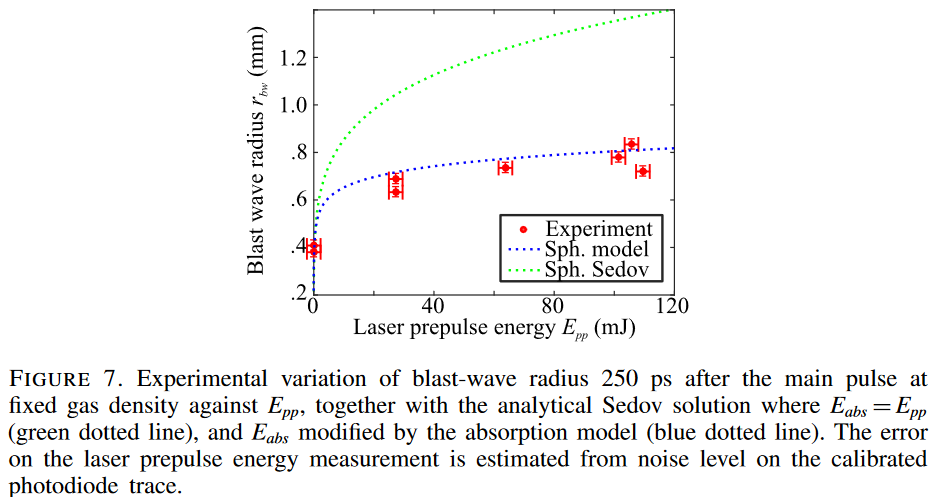 1.2
1.0
.8
.6
.4
.2
Blast wave radius r_bw (mm)
Experiment
Sph. model
Sph. Sedov
0 40 80 120
Laser prepulse energy E_pp (mJ)
FIGURE 7. Experimental variation of blast-wave radius 250 ps after the main pulse at
fixed gas density against E_pp, together with the analytical Sedov solution where E_abs = E_pp
(green dotted line), and E_abs modified by the absorption model (blue dotted line). The error
on the laser prepulse energy measurement is estimated from noise level on the calibrated
photodiode trace.